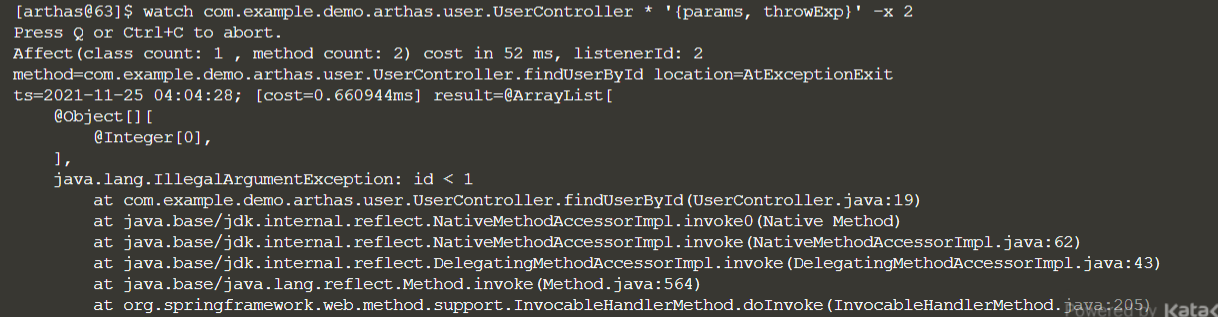 [arthas@63]$ watch com.example.demo.arthas.user.UserController * '{params, throwExp}' -x 2
Press Q or Ctrl+C to abort.
Affect(class count: 1 , method count: 2) cost in 52 ms, listenerId: 2
method=com.example.demo.arthas.user.UserController.findUserById location=AtExceptionExit
ts=2021-11-25 04:04:28; [cost=0.660944ms] result=@ArrayList[
    @Object[][
        @Integer[0],
    ],
    java.lang.IllegalArgumentException: id < 1
        at com.example.demo.arthas.user.UserController.findUserById(UserController.java:19)
        at java.base/jdk.internal.reflect.NativeMethodAccessorImpl.invoke0(Native Method)
        at java.base/jdk.internal.reflect.NativeMethodAccessorImpl.invoke(NativeMethodAccessorImpl.java:62)
        at java.base/jdk.internal.reflect.DelegatingMethodAccessorImpl.invoke(DelegatingMethodAccessorImpl.java:43)
        at java.base/java.lang.reflect.Method.invoke(Method.java:564)
        at org.springframework.web.method.support.InvocableHandlerMethod.doInvoke(InvocableHandlerMethod.java:205)
Powered by